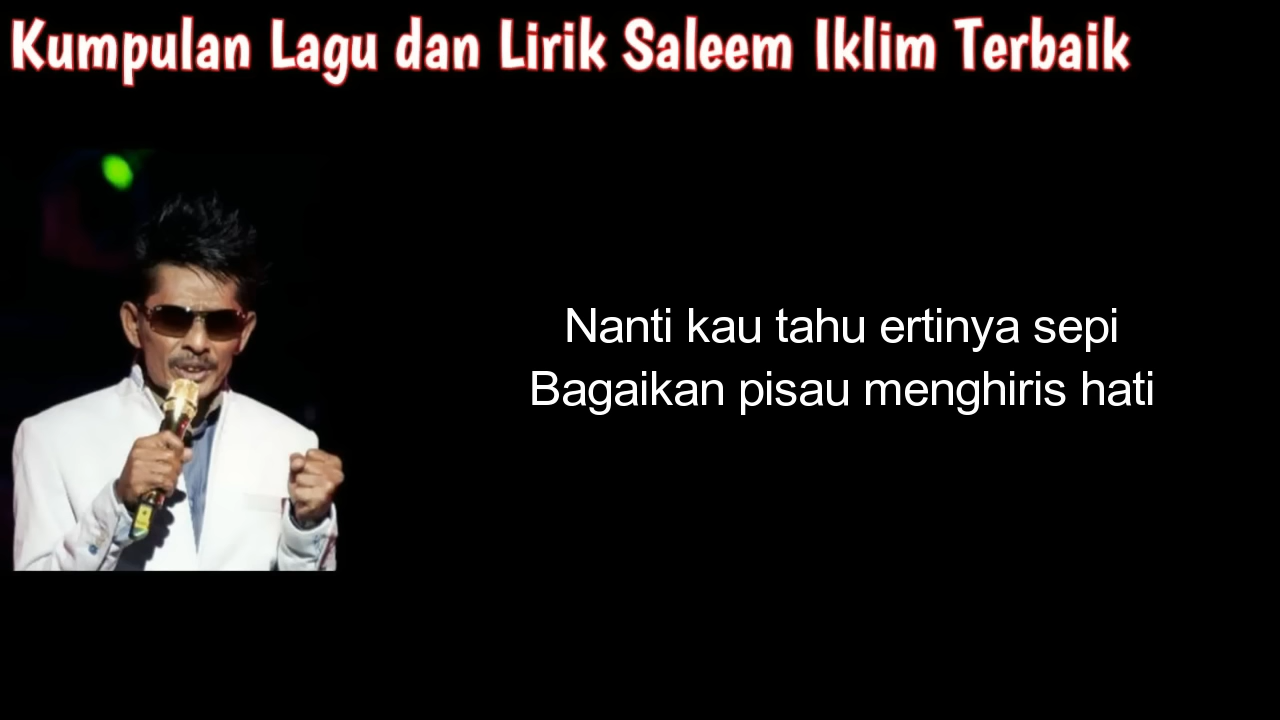 Kumpulan Lagu dan Lirik Saleem Iklim Terbaik
Nanti kau tahu ertinya sepi
Bagaikan pisau menghiris hati